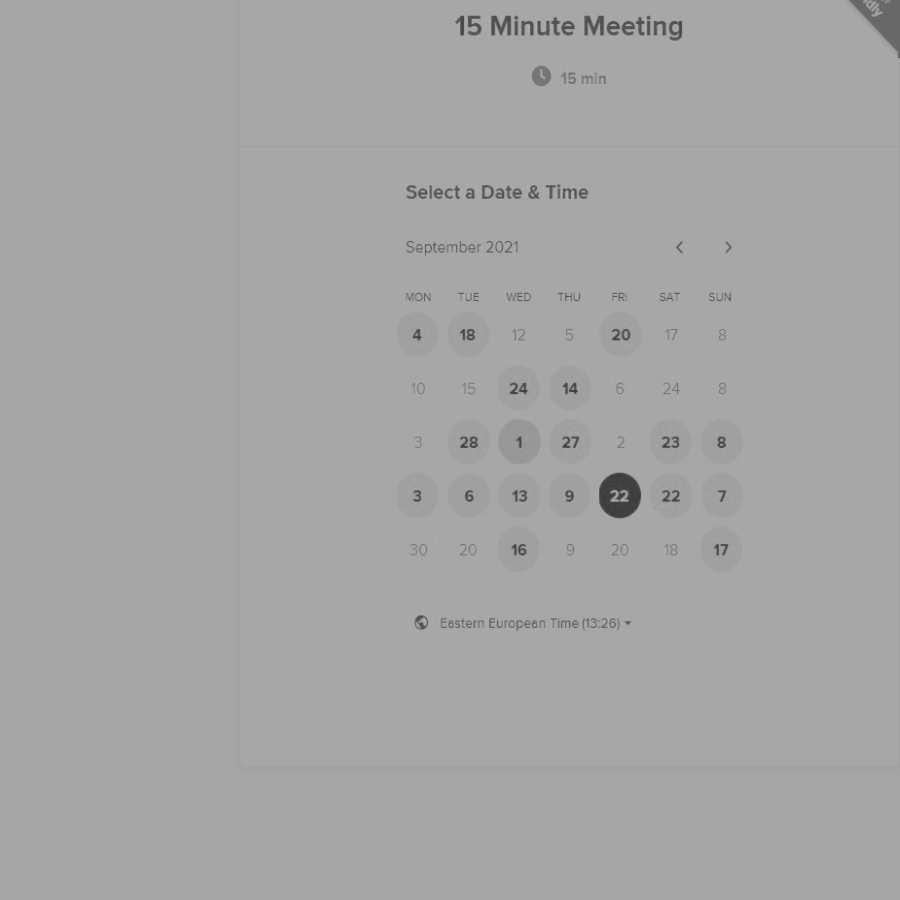 15 Minute Meeting
15 min
Select a Date & Time
September 2021
MON TUE WED THU FRI SAT SUN
4 18 12 5 20 17 8
10 15 24 14 6 24 8
3 28 1 27 2 23 8
3 6 13 9 22 22 7
30 20 16 9 20 18 17
Eastern European Time (13:26)